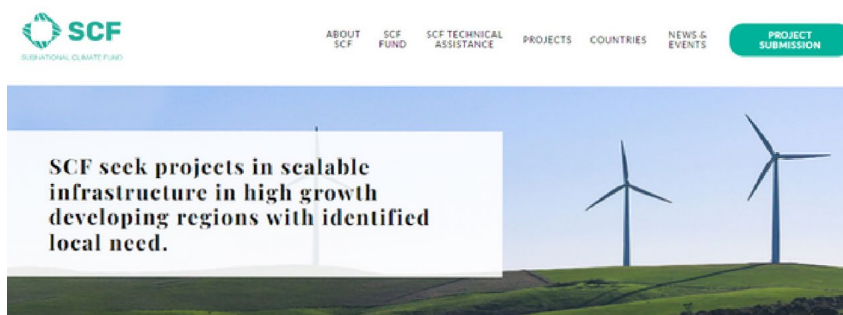 SCF
SUBNATIONAL CLIMATE FUND
ABOUT
SCF
SCF
FUND
SCF TECHNICAL
ASSISTANCE
PROJECTS
COUNTRIES
NEWS &
EVENTS
PROJECT
SUBMISSION
SCF seek projects in scalable
infrastructure in high growth
developing regions with identified
local need.